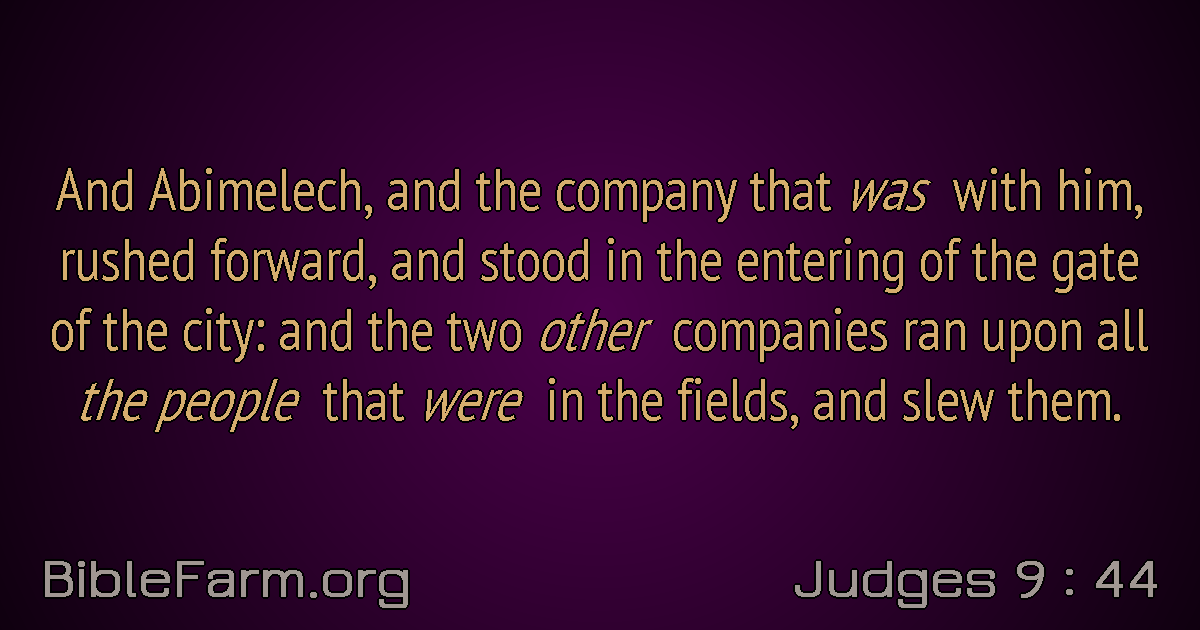 And Abimelech, and the company that was with him,
rushed forward, and stood in the entering of the gate
of the city: and the two other companies ran upon all
the people that were in the fields, and slew them.
BibleFarm.org
Judges 9 : 44